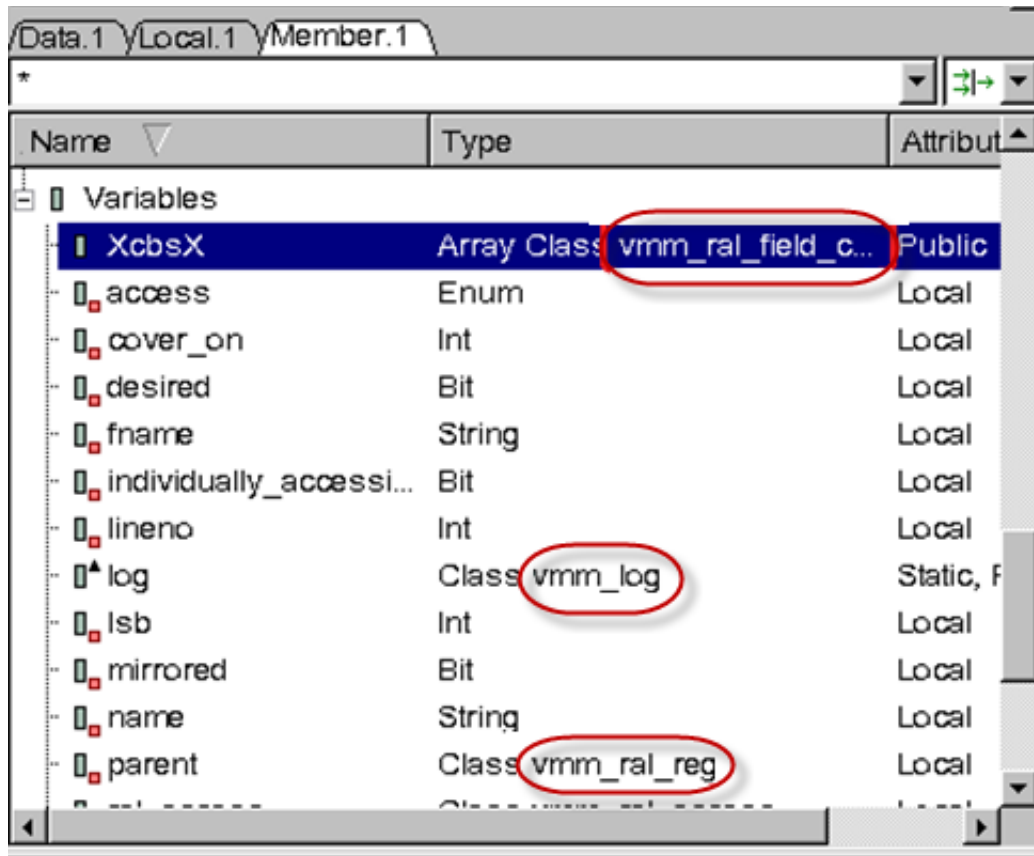 Data.1 Local.1 Member.1
*
Name Type Attribut
Variables
XcbsX Array Class vmm_ral_field_c... Public
access Enum Local
cover_on Int Local
desired Bit Local
fname String Local
individually_accessi... Bit Local
lineno Int Local
log Class vmm_log Static,
lsb Int Local
mirrored Bit Local
name String Local
parent Class vmm_ral_reg Local